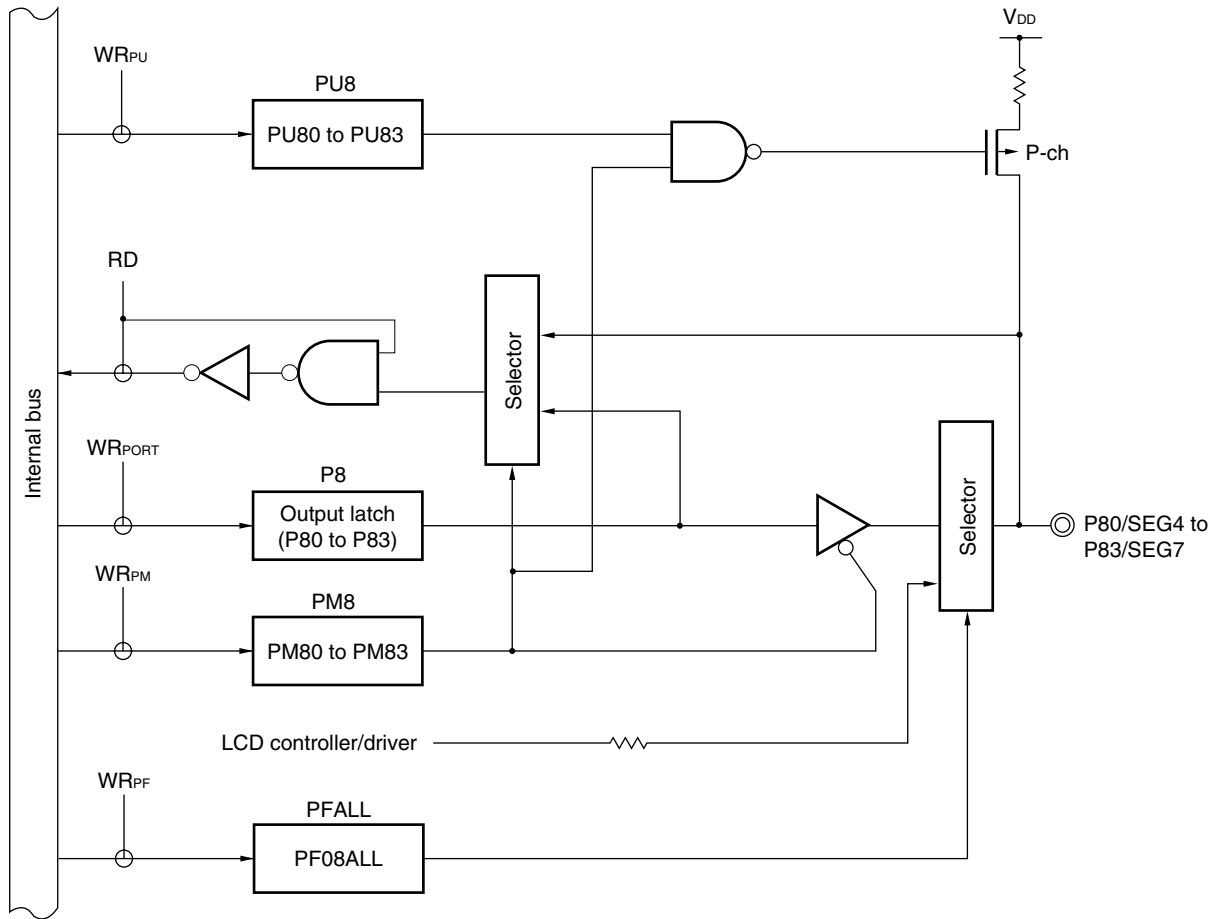 VDD
WRPU
PU8
PU80 to PU83
P-ch
RD
Selector
Internal bus
WRPORT
P8
Output latch
(P80 to P83)
Selector
P80/SEG4 to
P83/SEG7
WRPM
PM8
PM80 to PM83
LCD controller/driver
WRPF
PFALL
PF08ALL